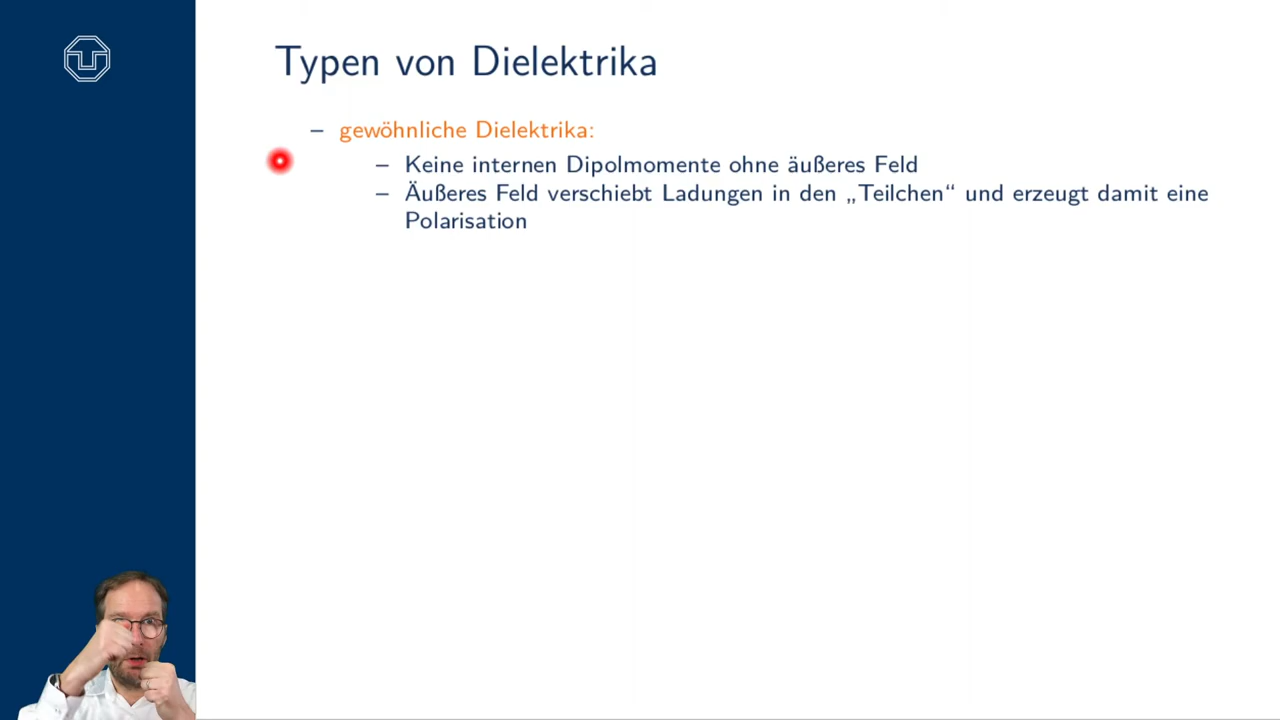 Typen von Dielektrika
– gewöhnliche Dielektrika:
– Keine internen Dipolmomente ohne äußeres Feld
– Äußeres Feld verschiebt Ladungen in den „Teilchen“ und erzeugt damit eine
Polarisation